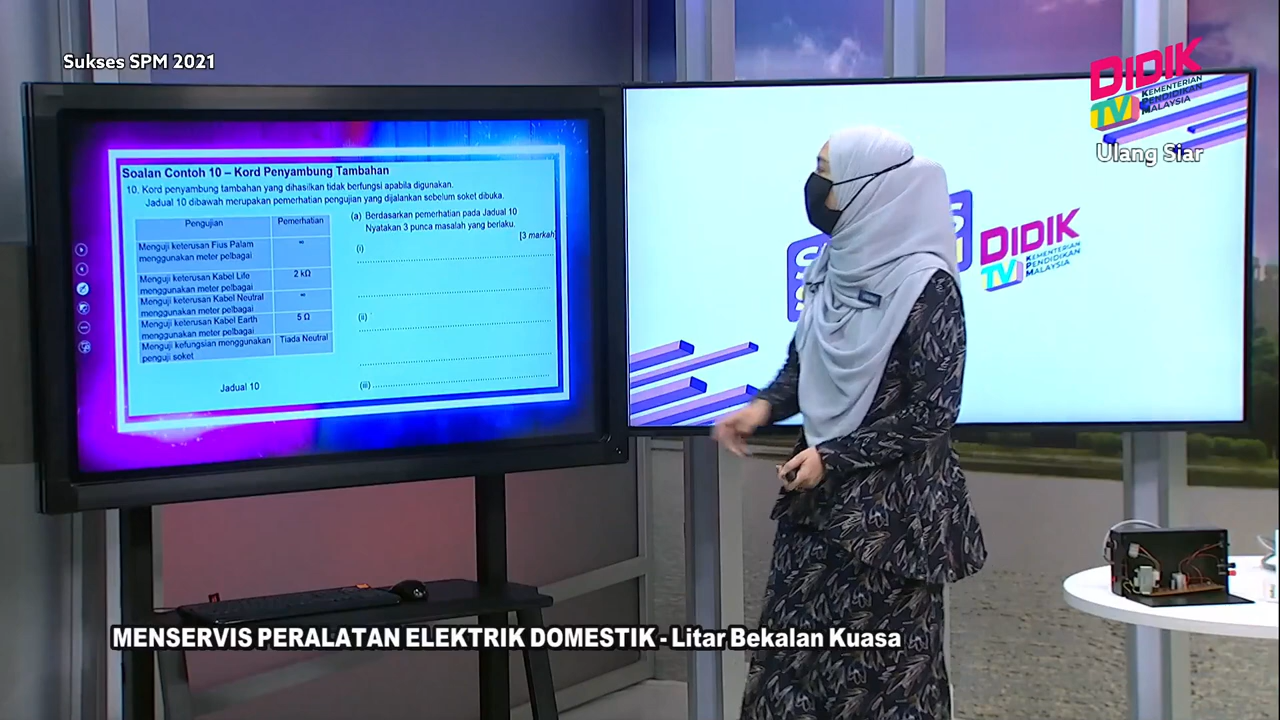 Sukses SPM 2021
DIDIK
TV
KEMENTERIAN
PENDIDIKAN
MALAYSIA
Ulang Siar
Soalan Contoh 10 – Kord Penyambung Tambahan
10. Kord penyambung tambahan yang dihasilkan tidak berfungsi apabila digunakan.
Jadual 10 dibawah merupakan pemerhatian pengujian yang dijalankan sebelum soket dibuka.
Pengujian Pemerhatian
Menguji keterusan Fius Palam ∞
menggunakan meter pelbagai
Menguji keterusan Kabel Life 2 kΩ
menggunakan meter pelbagai
Menguji keterusan Kabel Neutral ∞
menggunakan meter pelbagai
Menguji keterusan Kabel Earth 5 Ω
menggunakan meter pelbagai
Menguji kefungsian menggunakan Tiada Neutral
penguji soket
Jadual 10
(a) Berdasarkan pemerhatian pada Jadual 10
Nyatakan 3 punca masalah yang berlaku.
[3 markah]
(i)
(ii)
(iii)
DIDIK
TV
KEMENTERIAN
PENDIDIKAN
MALAYSIA
MENSERVIS PERALATAN ELEKTRIK DOMESTIK - Litar Bekalan Kuasa